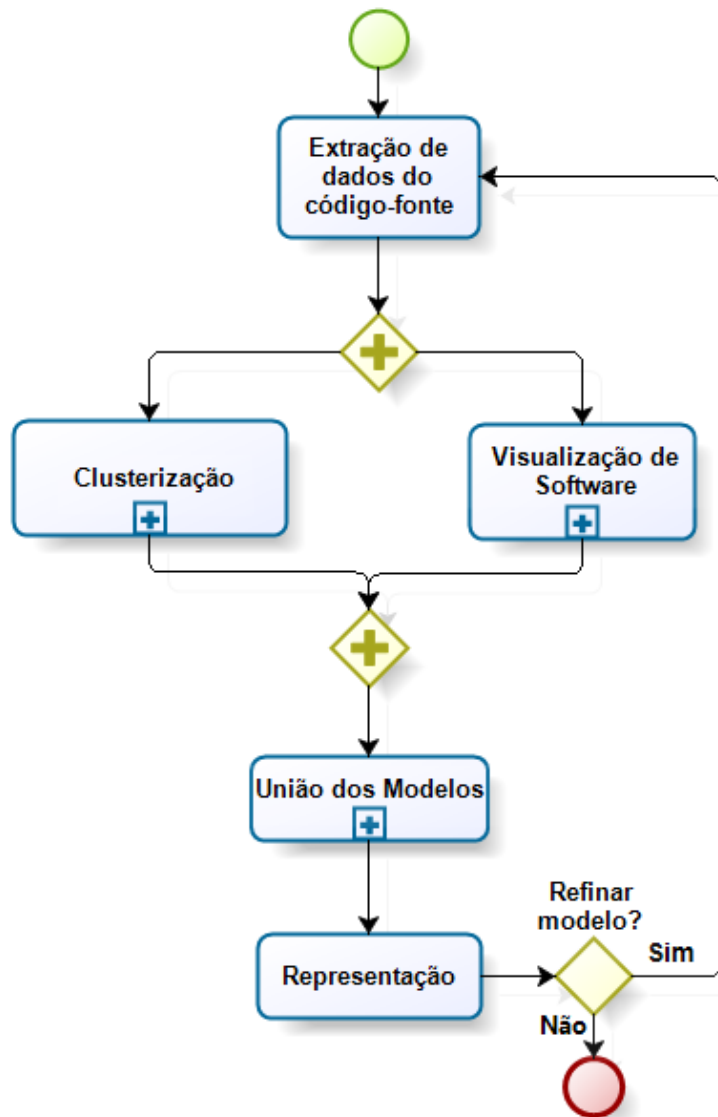 Extração de
dados do
código-fonte
Clusterização
Visualização de
Software
União dos Modelos
Refinar
modelo?
Sim
Representação
Não